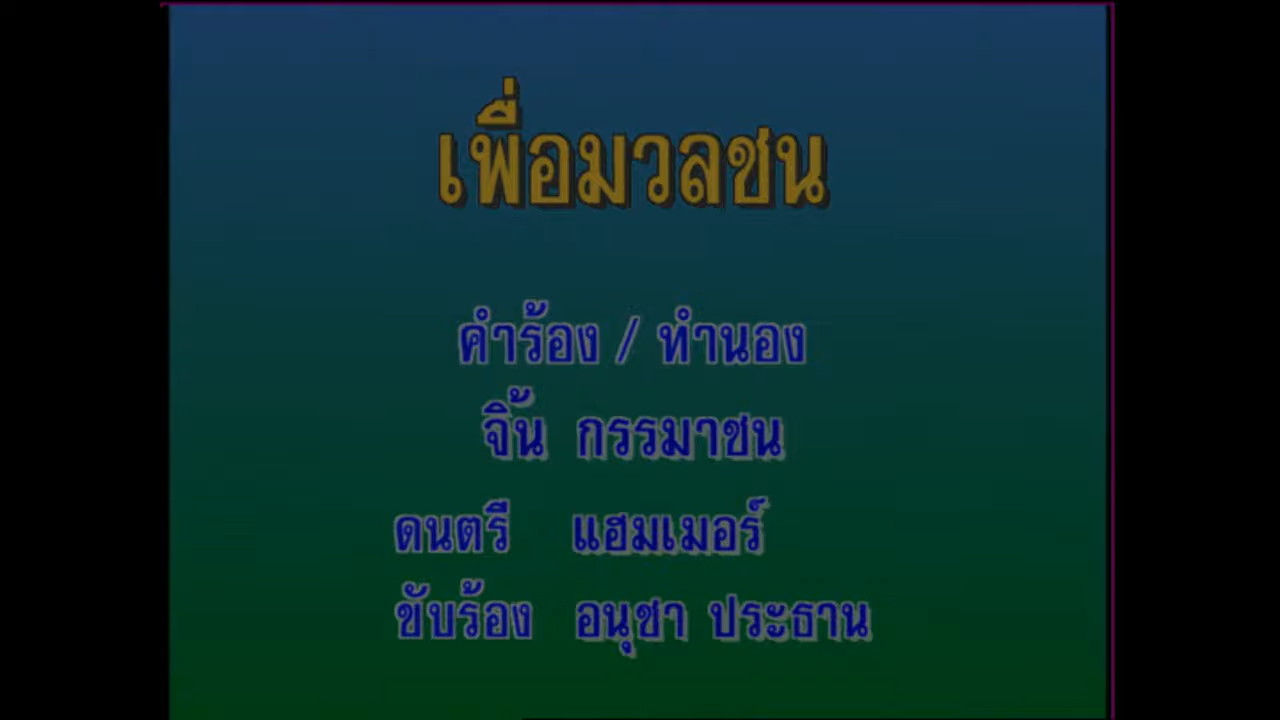 เพื่อมวลชน
คำร้อง / ทำนอง
จิ้น กรรมาชน
ดนตรี แฮมเมอร์
ขับร้อง อนุชา ประธาน